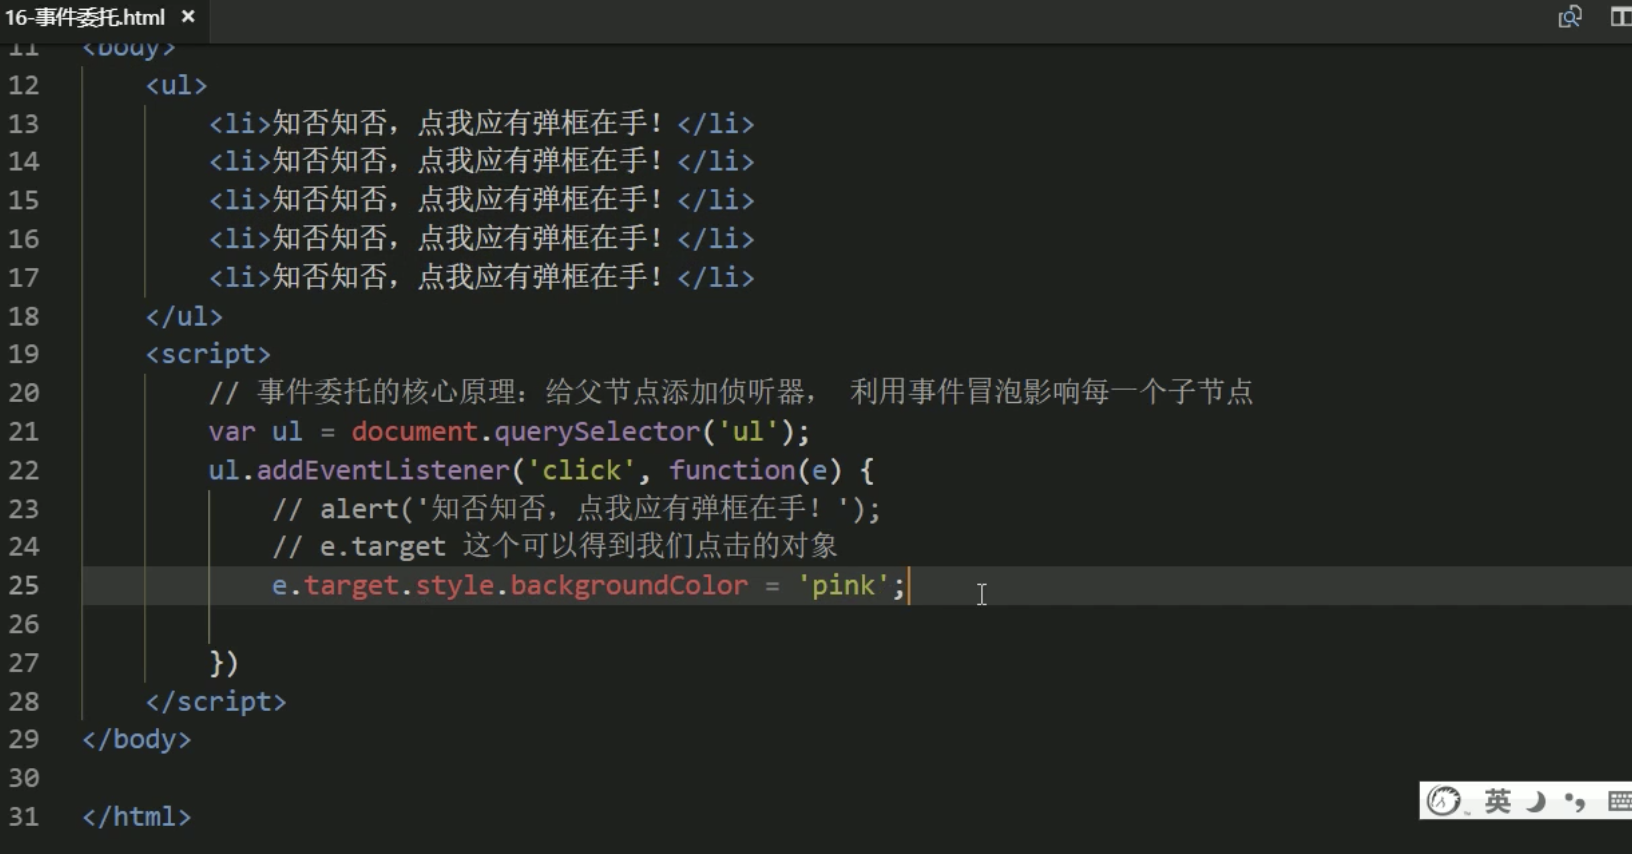 16-事件委托.html ×
11 <body>
12 <ul>
13 <li>知否知否，点我应有弹框在手！</li>
14 <li>知否知否，点我应有弹框在手！</li>
15 <li>知否知否，点我应有弹框在手！</li>
16 <li>知否知否，点我应有弹框在手！</li>
17 <li>知否知否，点我应有弹框在手！</li>
18 </ul>
19 <script>
20 // 事件委托的核心原理：给父节点添加侦听器， 利用事件冒泡影响每一个子节点
21 var ul = document.querySelector('ul');
22 ul.addEventListener('click', function(e) {
23 // alert('知否知否，点我应有弹框在手！');
24 // e.target 这个可以得到我们点击的对象
25 e.target.style.backgroundColor = 'pink';
26
27 })
28 </script>
29 </body>
30
31 </html>
英